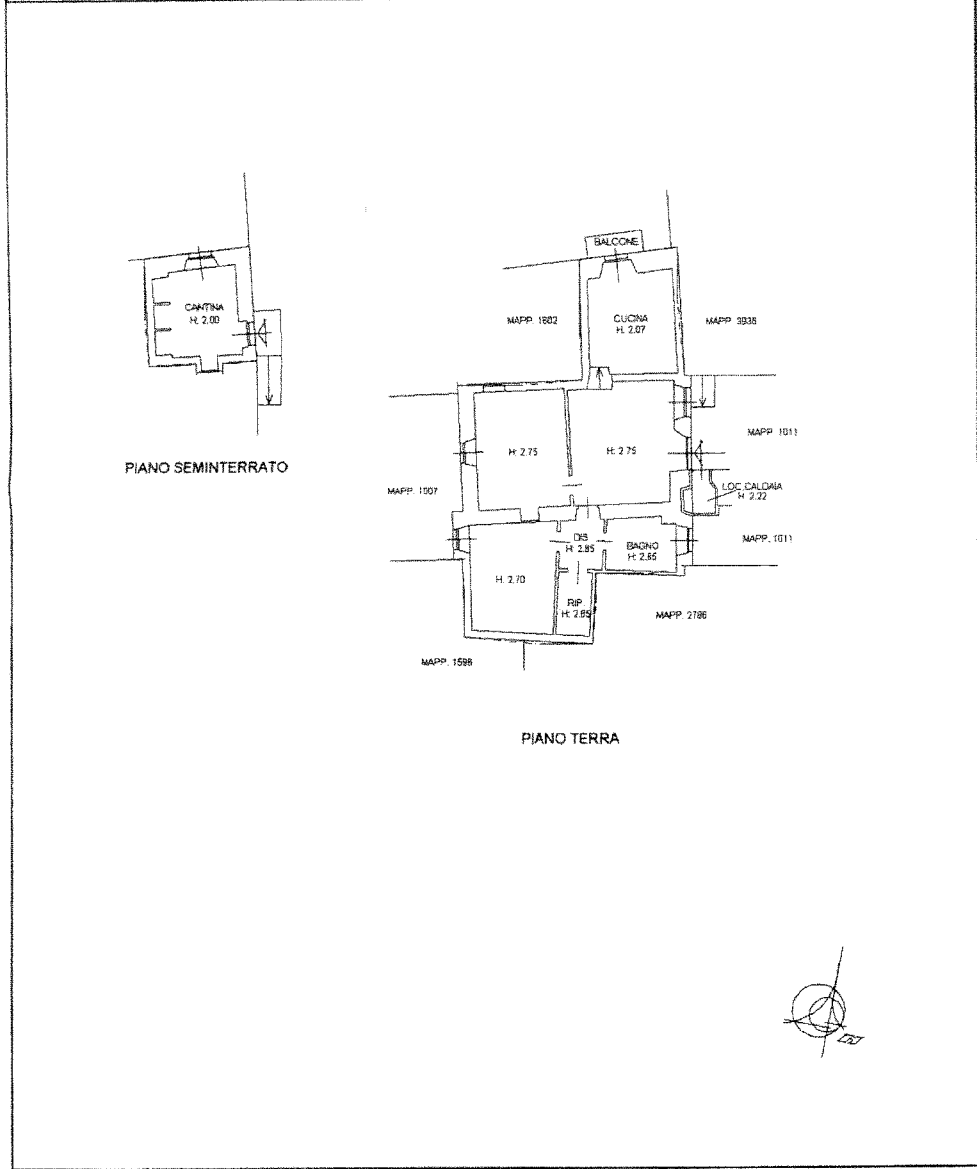 BALCONE
CANTINA
H. 2.00
MAPP. 1602
CUCINA
H. 2.07
MAPP. 3936
H. 2.75
H. 2.75
MAPP. 1011
PIANO SEMINTERRATO
MAPP. 1007
LOC.CALDAIA
H. 2.22
DIS
H. 2.85
BAGNO
H. 2.65
MAPP. 1011
H. 2.70
RIP.
H. 2.65
MAPP. 2786
MAPP. 1598
PIANO TERRA